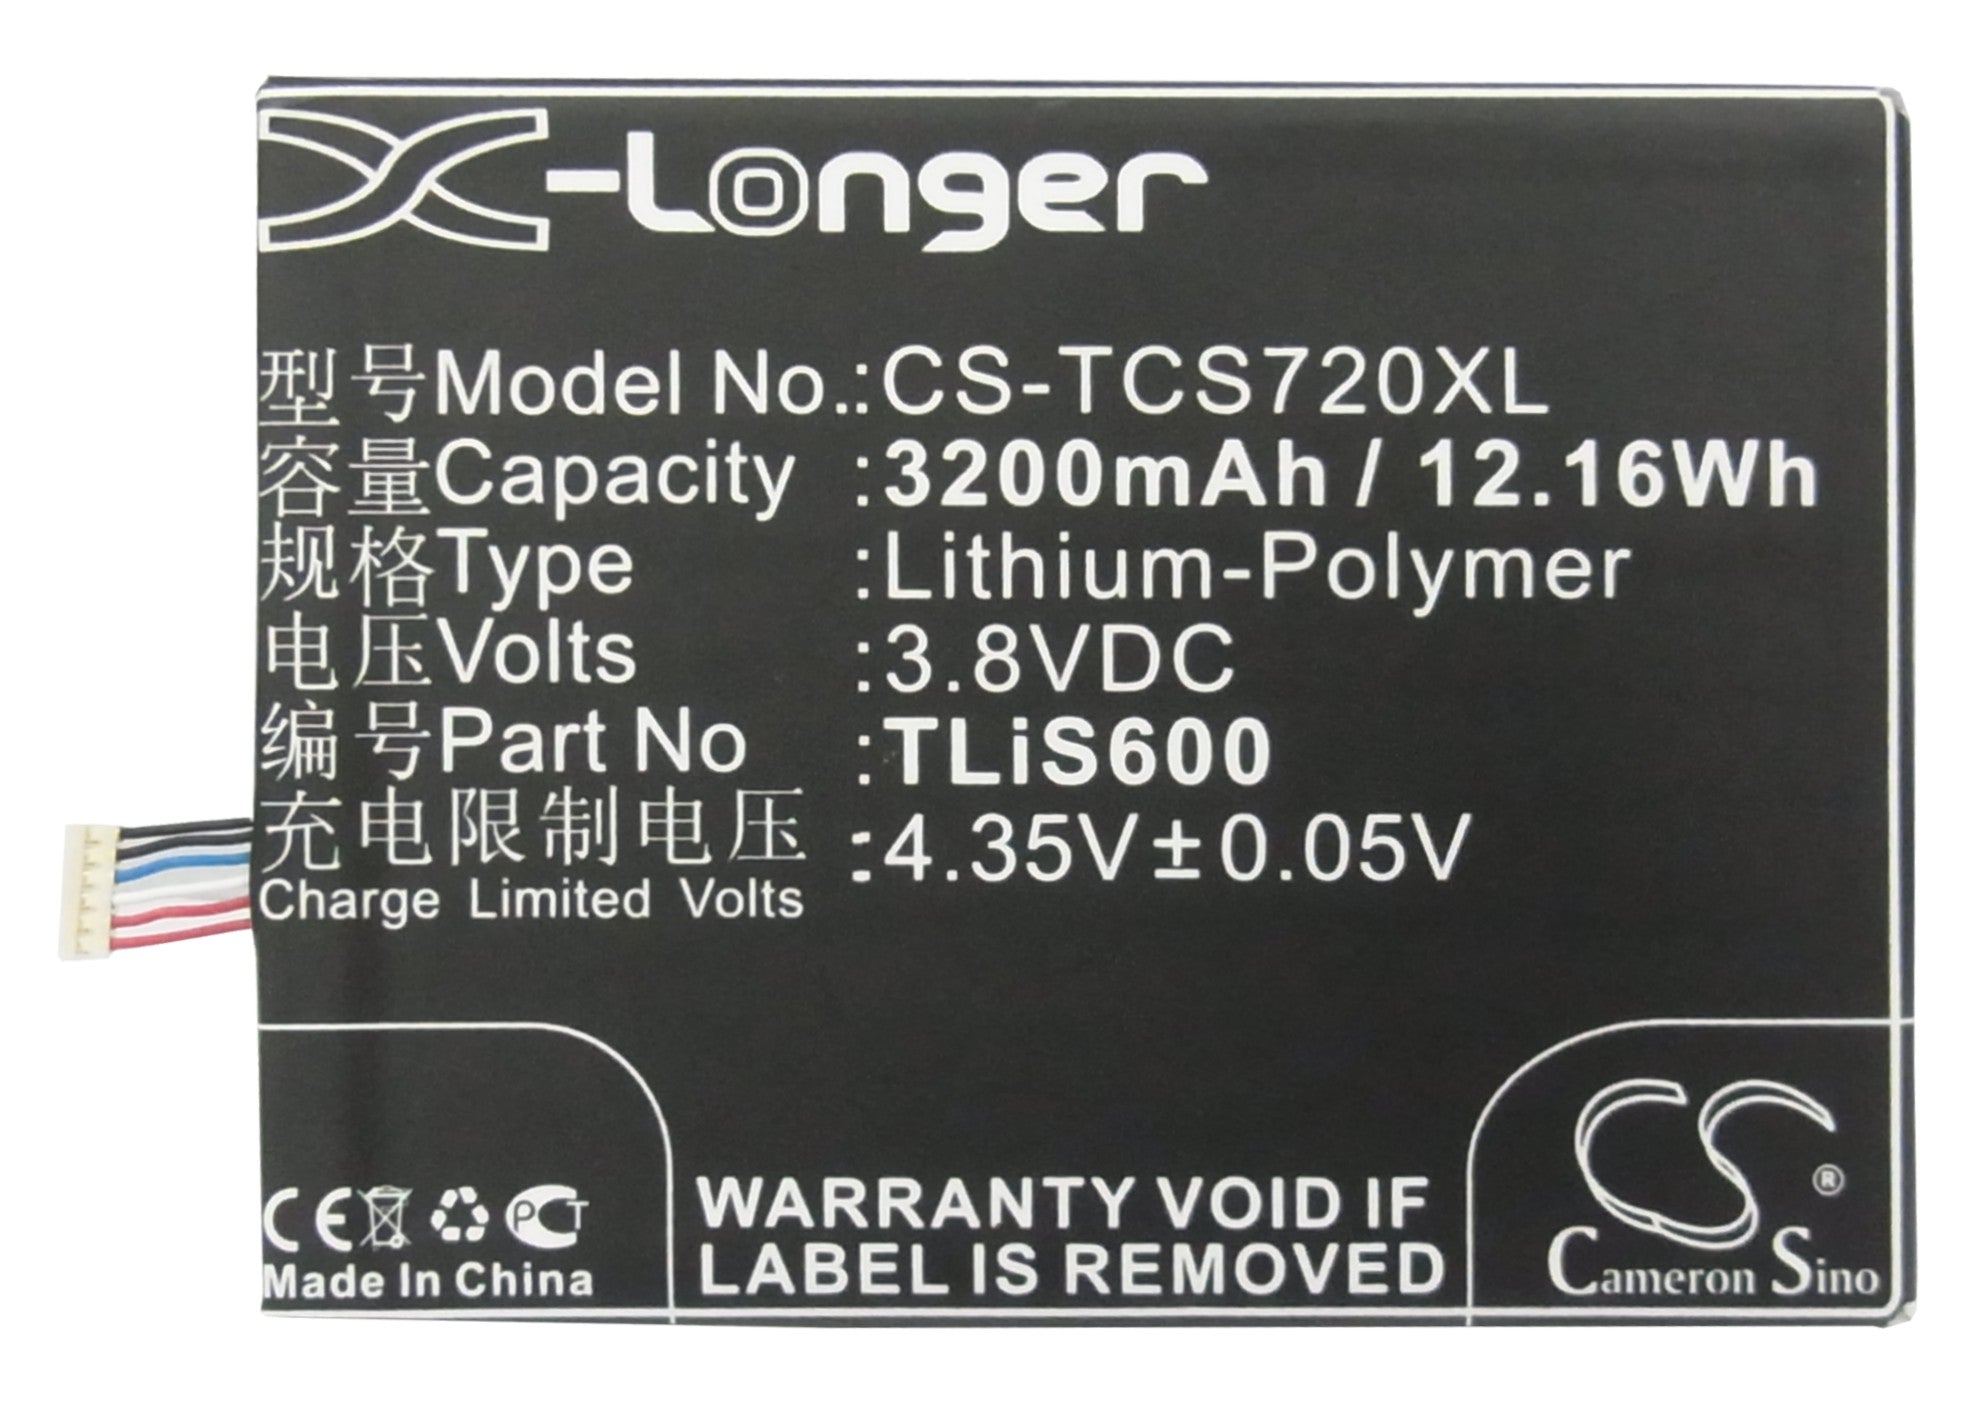 X-Longer
型号Model No.:CS-TCS720XL
容量Capacity :3200mAh / 12.16Wh
规格Type :Lithium-Polymer
电压Volts :3.8VDC
编号Part No :TLiS600
充电限制电压 :4.35V±0.05V
Charge Limited Volts
CE PCT
Made In China
WARRANTY VOID IF
LABEL IS REMOVED
CS®
Cameron Sino